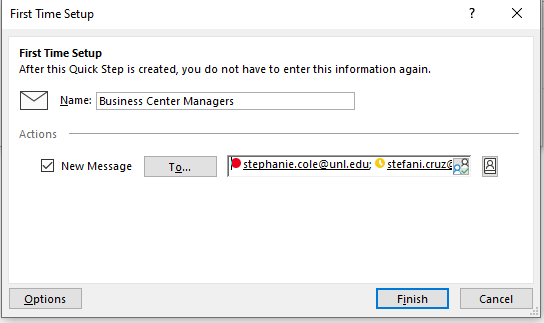 First Time Setup
First Time Setup
After this Quick Step is created, you do not have to enter this information again.
Name: Business Center Managers
Actions
New Message To... stephanie.cole@unl.edu; stefani.cruz@
Options Finish Cancel